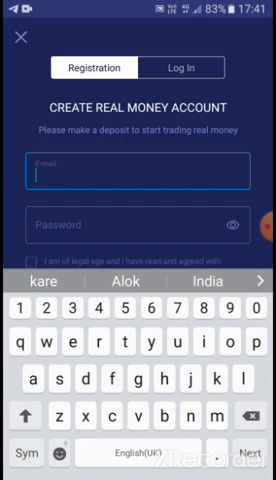 VoLTE 4G 83% 17:41
Registration
Log In
CREATE REAL MONEY ACCOUNT
Please make a deposit to start trading real money
E-mail
Password
I am of legal age and I have read and agreed with
kare Alok India
1 2 3 4 5 6 7 8 9 0
q w e r t y u i o p
a s d f g h j k l
z x c v b n m
Sym English(UK) . Next
XRecorder